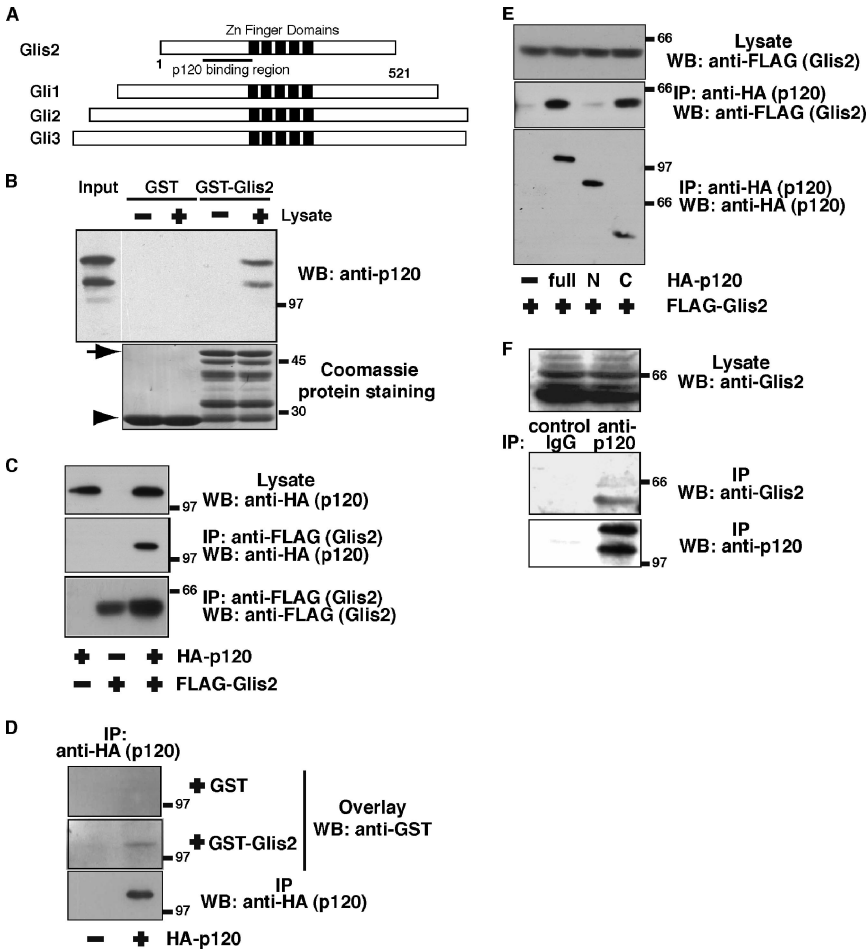 A
Zn Finger Domains
Glis2
1
p120 binding region
521
Gli1
Gli2
Gli3
B
Input
GST
GST-Glis2
− + − + Lysate
WB: anti-p120
97
45
Coomassie
protein staining
30
C
Lysate
WB: anti-HA (p120)
97
IP: anti-FLAG (Glis2)
WB: anti-HA (p120)
97
66
IP: anti-FLAG (Glis2)
WB: anti-FLAG (Glis2)
+ − + HA-p120
− + + FLAG-Glis2
D
IP:
anti-HA (p120)
+ GST
97
Overlay
WB: anti-GST
+ GST-Glis2
97
IP
WB: anti-HA (p120)
97
− + HA-p120
E
66
Lysate
WB: anti-FLAG (Glis2)
66
IP: anti-HA (p120)
WB: anti-FLAG (Glis2)
97
IP: anti-HA (p120)
WB: anti-HA (p120)
66
− full N C HA-p120
+ + + + FLAG-Glis2
F
Lysate
WB: anti-Glis2
66
IP: control IgG anti-p120
66
IP
WB: anti-Glis2
IP
WB: anti-p120
97